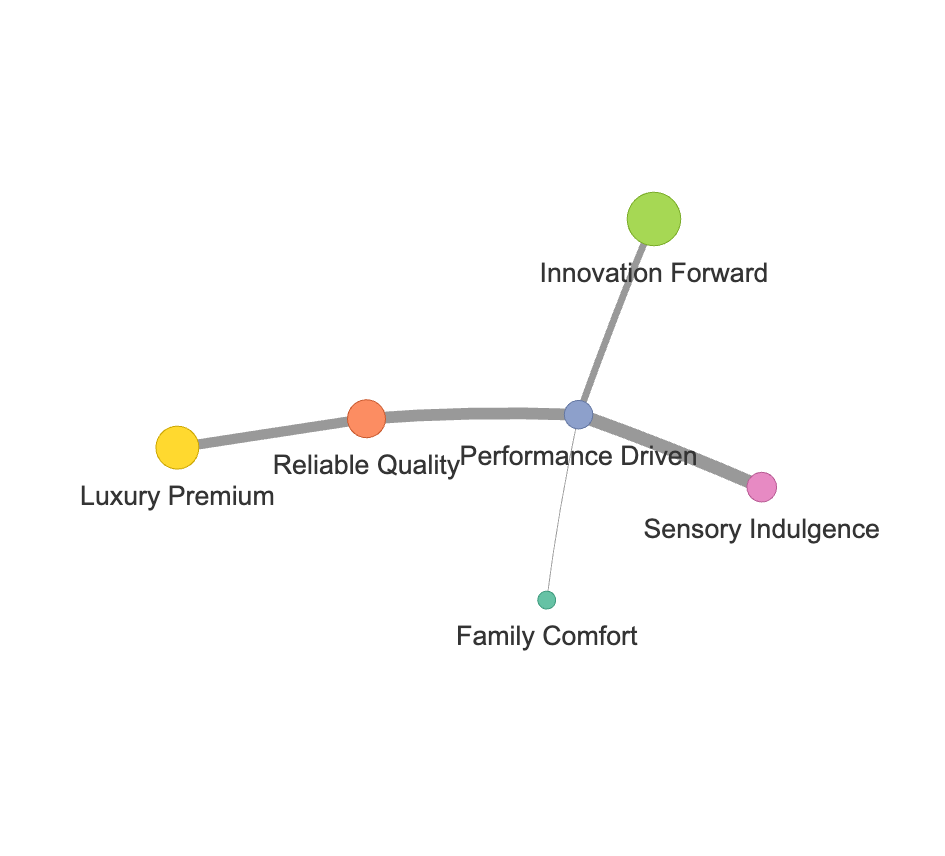 Innovation Forward
Performance Driven
Reliable Quality
Luxury Premium
Sensory Indulgence
Family Comfort